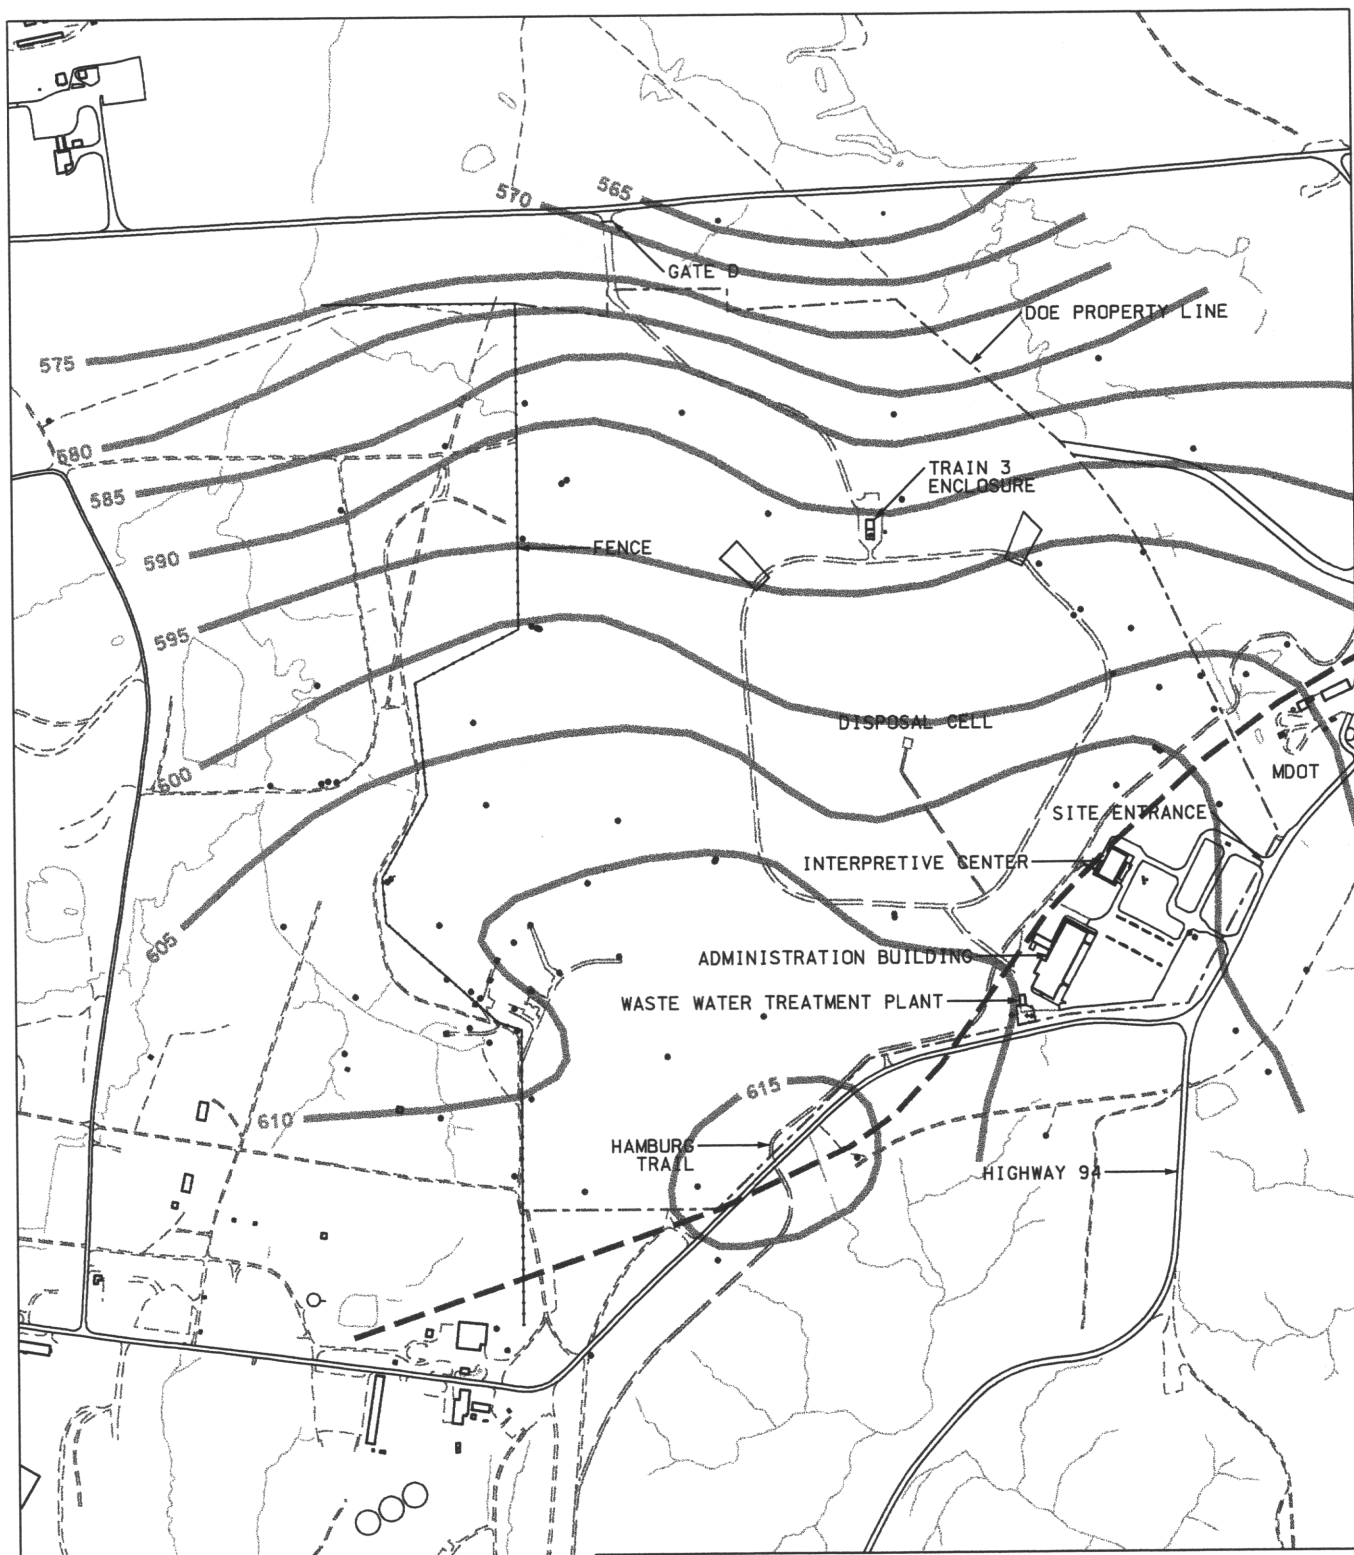 565
570
GATE D
DOE PROPERTY LINE
575
580
585
TRAIN 3
ENCLOSURE
590
FENCE
595
600
DISPOSAL CELL
MDOT
SITE ENTRANCE
INTERPRETIVE CENTER
605
ADMINISTRATION BUILDING
WASTE WATER TREATMENT PLANT
615
610
HAMBURG
TRAIL
HIGHWAY 94